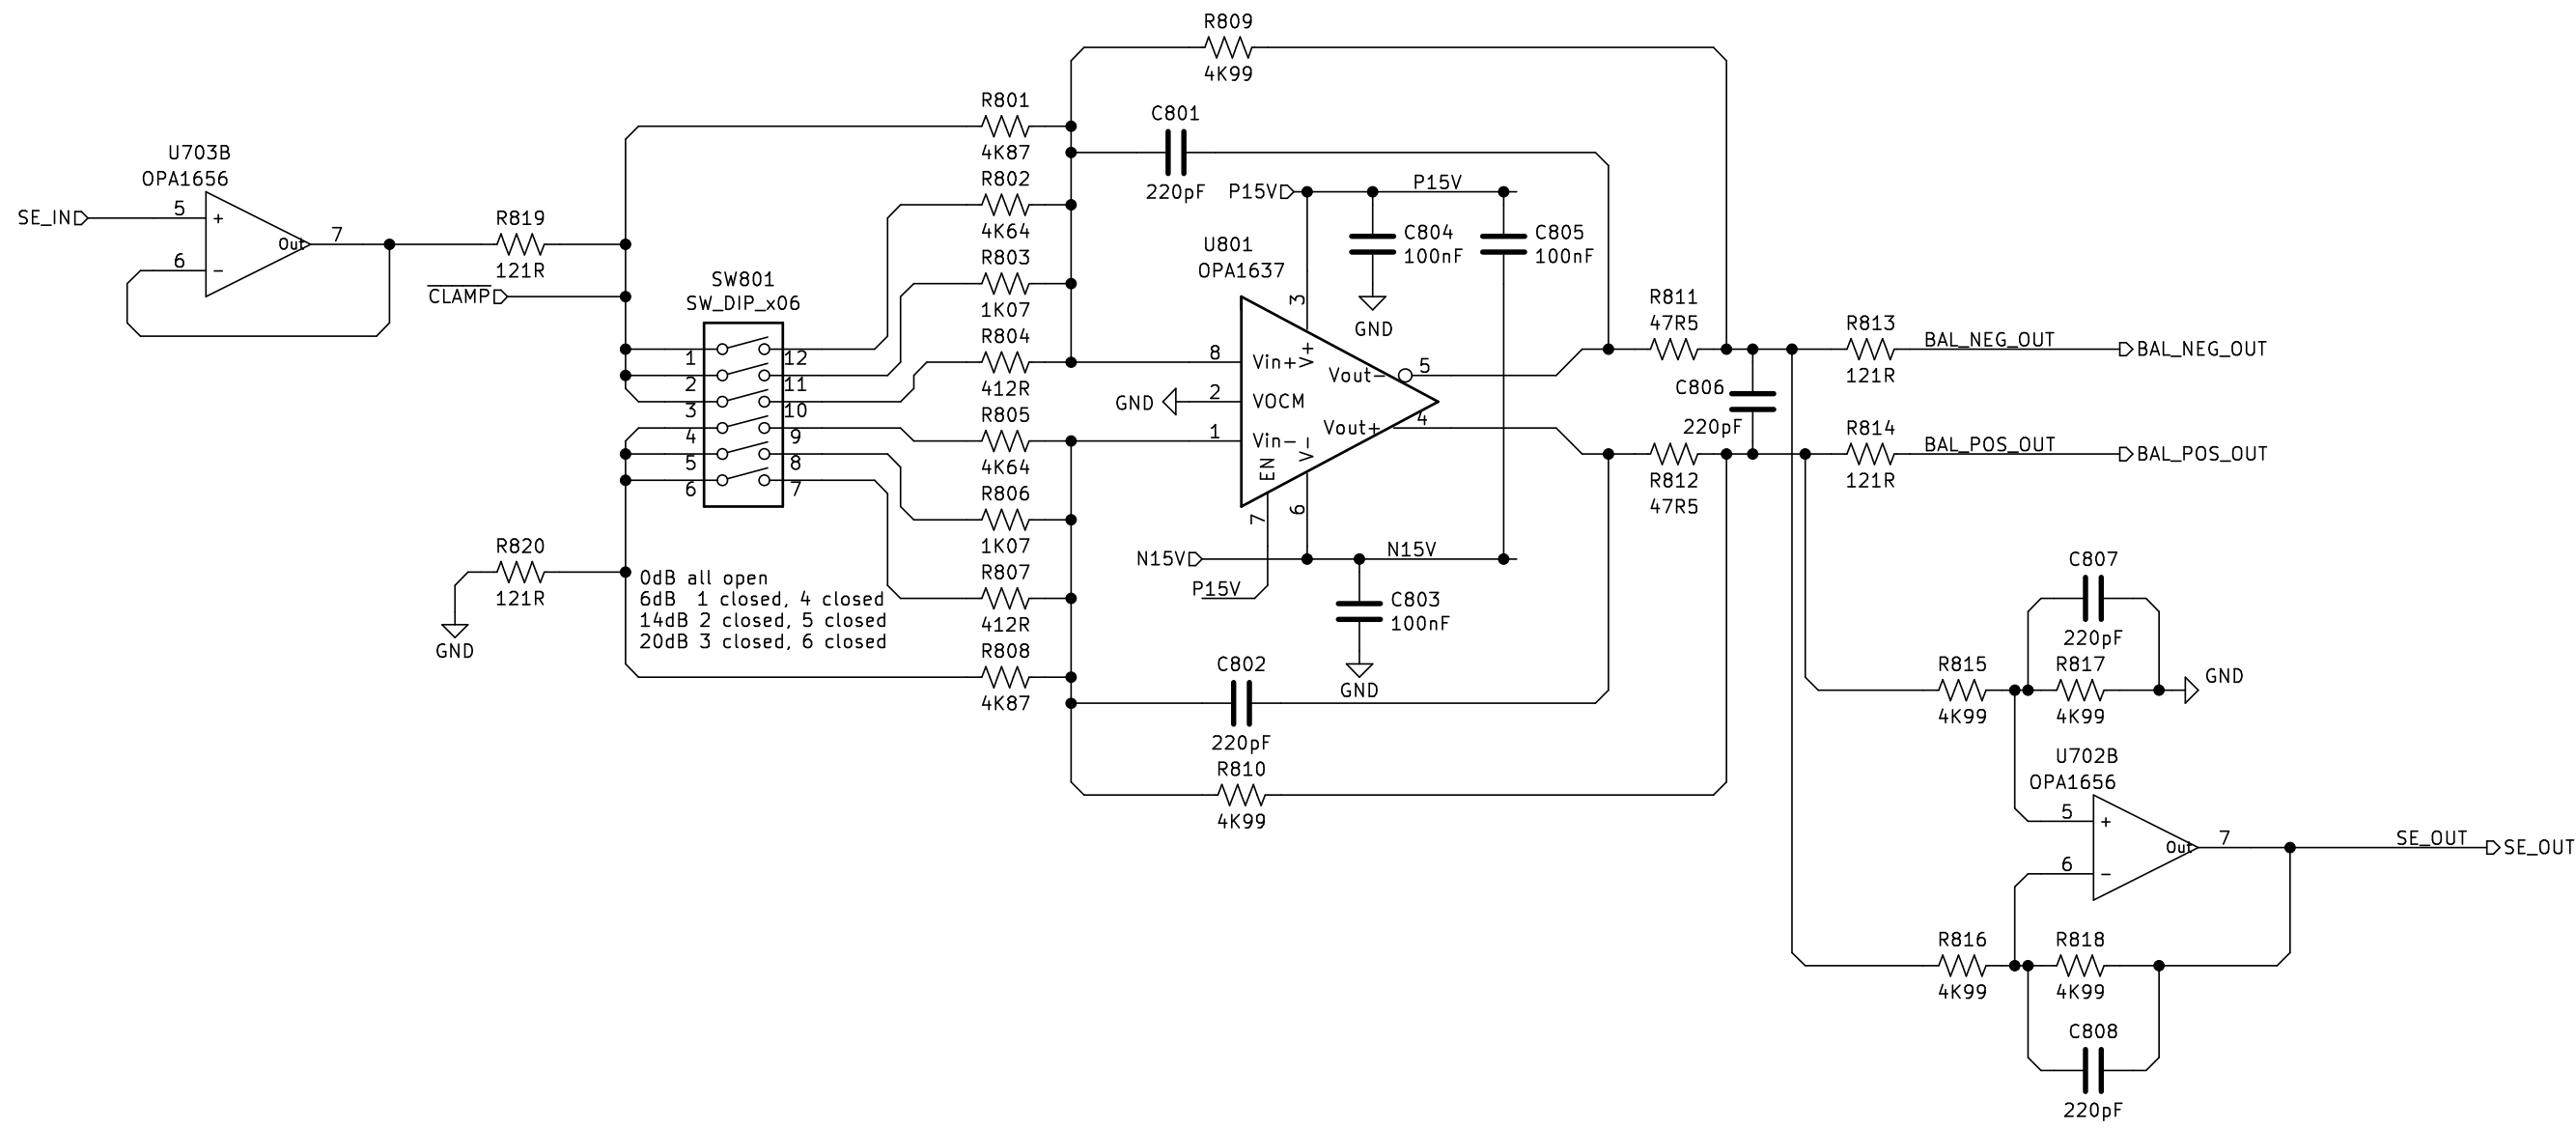 R809
4K99
R801
4K87
C801
220pF
U703B
OPA1656
SE_IN
5
+
6
-
Out
7
R819
121R
CLAMP
SW801
SW_DIP_x06
1
2
3
4
5
6
12
11
10
9
8
7
R802
4K64
R803
1K07
R804
412R
R805
4K64
R806
1K07
R807
412R
R808
4K87
R820
121R
GND
0dB all open
6dB  1 closed, 4 closed
14dB 2 closed, 5 closed
20dB 3 closed, 6 closed
P15V
P15V
C804
100nF
GND
C805
100nF
U801
OPA1637
3
V+
8
Vin+
GND
2
VOCM
1
Vin-
EN
V-
7
6
Vout-
5
Vout+
4
N15V
N15V
P15V
C803
100nF
GND
C802
220pF
R810
4K99
R811
47R5
R812
47R5
C806
220pF
R813
121R
BAL_NEG_OUT
BAL_NEG_OUT
R814
121R
BAL_POS_OUT
BAL_POS_OUT
C807
220pF
R815
4K99
R817
4K99
GND
U702B
OPA1656
5
+
6
-
Out
7
SE_OUT
SE_OUT
R816
4K99
R818
4K99
C808
220pF